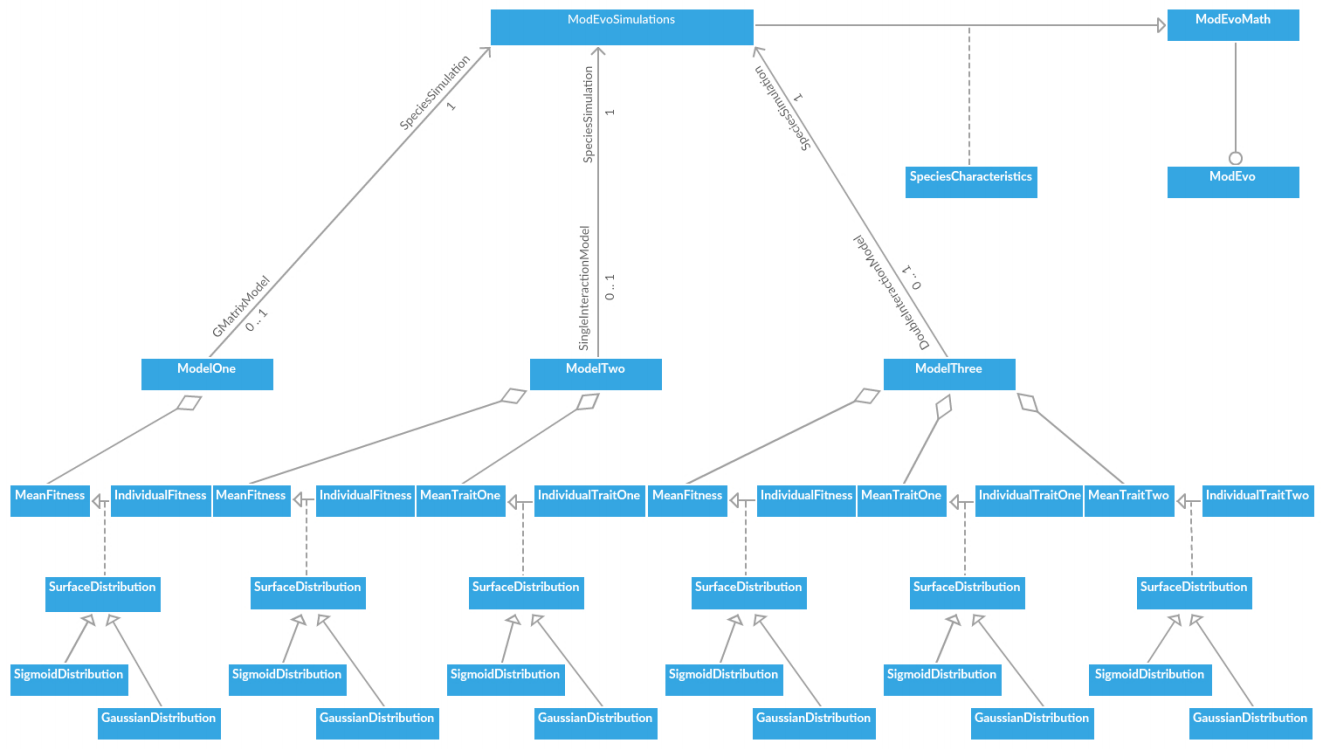 ModEvoSimulations
ModEvoMath
SpeciesSimulation
1
SpeciesSimulation
1
SpeciesSimulation
1
SpeciesCharacteristics
ModEvo
GMatrixModel
0 .. 1
SingleInteractionModel
0 .. 1
DoubleInteractionModel
0 .. 1
ModelOne
ModelTwo
ModelThree
MeanFitness
IndividualFitness
MeanFitness
IndividualFitness
MeanTraitOne
IndividualTraitOne
MeanFitness
IndividualFitness
MeanTraitOne
IndividualTraitOne
MeanTraitTwo
IndividualTraitTwo
SurfaceDistribution
SurfaceDistribution
SurfaceDistribution
SurfaceDistribution
SurfaceDistribution
SurfaceDistribution
SigmoidDistribution
SigmoidDistribution
SigmoidDistribution
SigmoidDistribution
SigmoidDistribution
SigmoidDistribution
GaussianDistribution
GaussianDistribution
GaussianDistribution
GaussianDistribution
GaussianDistribution
GaussianDistribution